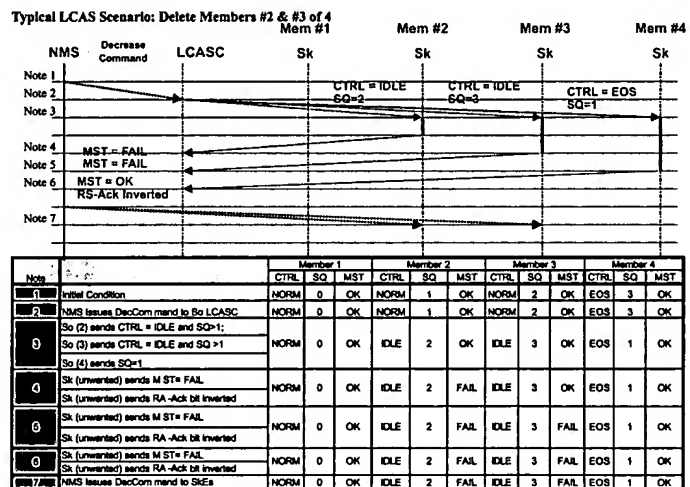 Typical LCAS Scenario: Delete Members #2 & #3 of 4
Mem #1 Mem #2 Mem #3 Mem #4
NMS Decrease Command LCASC Sk Sk Sk Sk
Note 1
Note 2
CTRL = IDLE SQ=2
CTRL = IDLE SQ=3
CTRL = EOS SQ=1
Note 3
Note 4 MST = FAIL
Note 5 MST = FAIL
Note 6 MST = OK
RS-Ack Inverted
Note 7
Member 1 Member 2 Member 3 Member 4
Note CTRL SQ MST CTRL SQ MST CTRL SQ MST CTRL SQ MST
1 Initial Condition NORM 0 OK NORM 1 OK NORM 2 OK EOS 3 OK
2 NMS Issues DecCom mand to So LCASC NORM 0 OK NORM 1 OK NORM 2 OK EOS 3 OK
So (2) sends CTRL = IDLE and SQ>1;
3 So (3) sends CTRL = IDLE and SQ >1 NORM 0 OK IDLE 2 OK IDLE 3 OK EOS 1 OK
So (4) sends SQ=1
4 Sk (unwanted) sends M ST= FAIL NORM 0 OK IDLE 2 FAIL IDLE 3 OK EOS 1 OK
Sk (unwanted) sends RA -Ack bit inverted
5 Sk (unwanted) sends M ST= FAIL NORM 0 OK IDLE 2 FAIL IDLE 3 FAIL EOS 1 OK
Sk (unwanted) sends RA -Ack bit inverted
6 Sk (unwanted) sends M ST= FAIL NORM 0 OK IDLE 2 FAIL IDLE 3 FAIL EOS 1 OK
Sk (unwanted) sends RA -Ack bit inverted
7 NMS Issues DecCom mand to SkEs NORM 0 OK IDLE 2 FAIL IDLE 3 FAIL EOS 1 OK